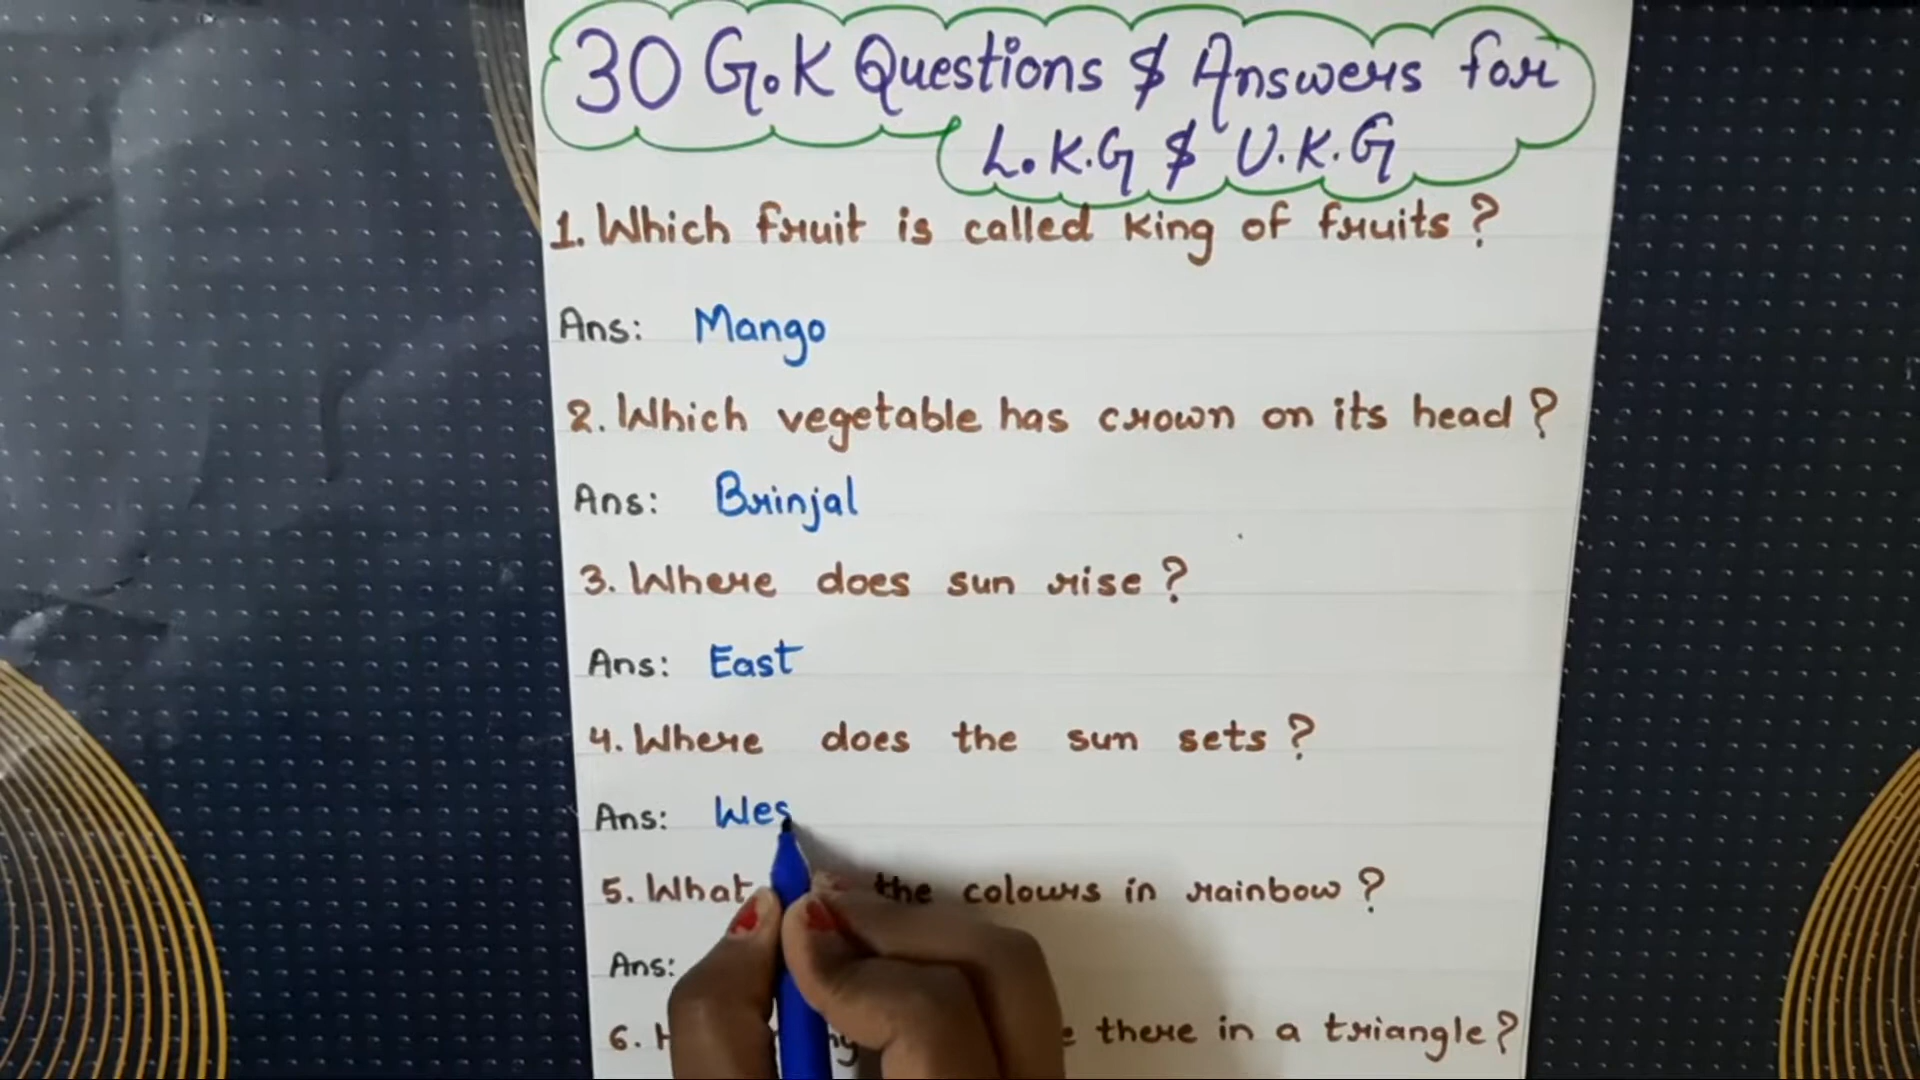 30 G.K Questions & Answers for
L.K.G & U.K.G
1. Which fruit is called king of fruits?
Ans: Mango
2. Which vegetable has crown on its head?
Ans: Brinjal
3. Where does sun rise?
Ans: East
4. Where does the sun sets?
Ans: Wes
5. What the colours in rainbow?
Ans:
6. there in a triangle?